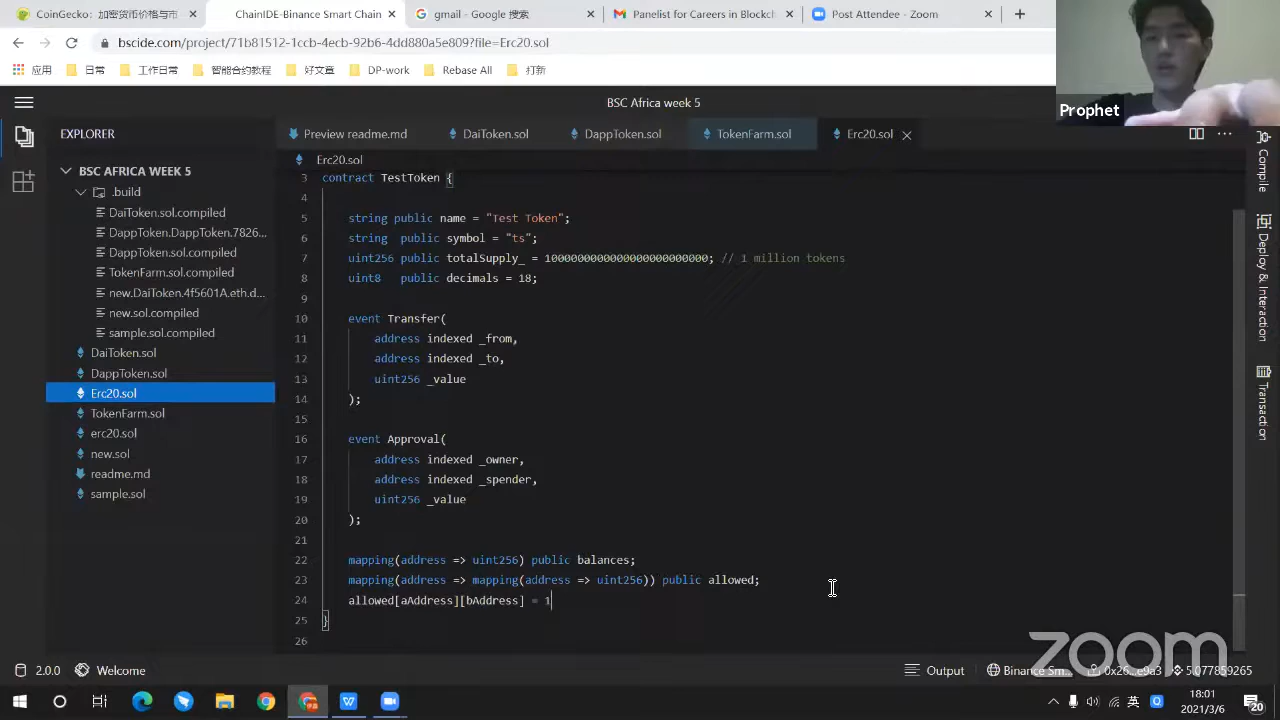 CoinGecko: 加密货币价格与市
ChainIDE-Binance Smart Chain
gmail - Google 搜索
Panelist for Careers in Blockch
Post Attendee - Zoom
bscide.com/project/71b81512-1ccb-4ecb-92b6-4dd880a5e809?file=Erc20.sol
应用 日常 工作日常 智能合约教程 好文章 DP-work Rebase All 打新
BSC Africa week 5
Prophet
EXPLORER
BSC AFRICA WEEK 5
.build
DaiToken.sol.compiled
DappToken.DappToken.7826...
DappToken.sol.compiled
TokenFarm.sol.compiled
new.DaiToken.4f5601A.eth.d...
new.sol.compiled
sample.sol.compiled
DaiToken.sol
DappToken.sol
Erc20.sol
TokenFarm.sol
erc20.sol
new.sol
readme.md
sample.sol
Preview readme.md DaiToken.sol DappToken.sol TokenFarm.sol Erc20.sol
Erc20.sol
3 contract TestToken {
4
5 string public name = "Test Token";
6 string  public symbol = "ts";
7 uint256 public totalSupply_ = 1000000000000000000000000; // 1 million tokens
8 uint8   public decimals = 18;
9
10 event Transfer(
11 address indexed _from,
12 address indexed _to,
13 uint256 _value
14 );
15
16 event Approval(
17 address indexed _owner,
18 address indexed _spender,
19 uint256 _value
20 );
21
22 mapping(address => uint256) public balances;
23 mapping(address => mapping(address => uint256)) public allowed;
24 allowed[aAddress][bAddress] = 1
25 }
26
Compile
Deploy & Interaction
Transaction
zoom
2.0.0 Welcome
Output Binance Sm... 0x26...e9a3 5.077859265
英
18:01
2021/3/6
20